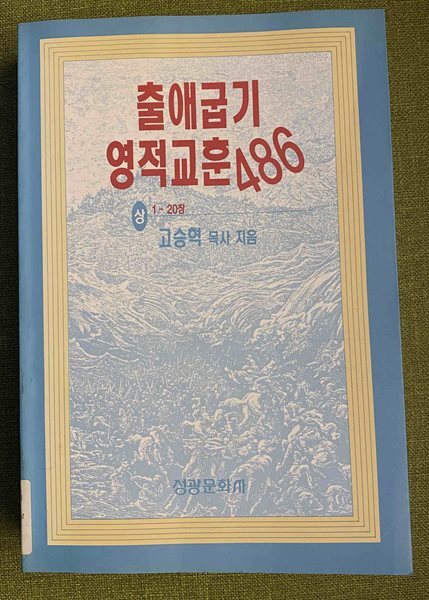 출애굽기
영적교훈486
상 1-20장
고승혁 목사 지음
성광문화사